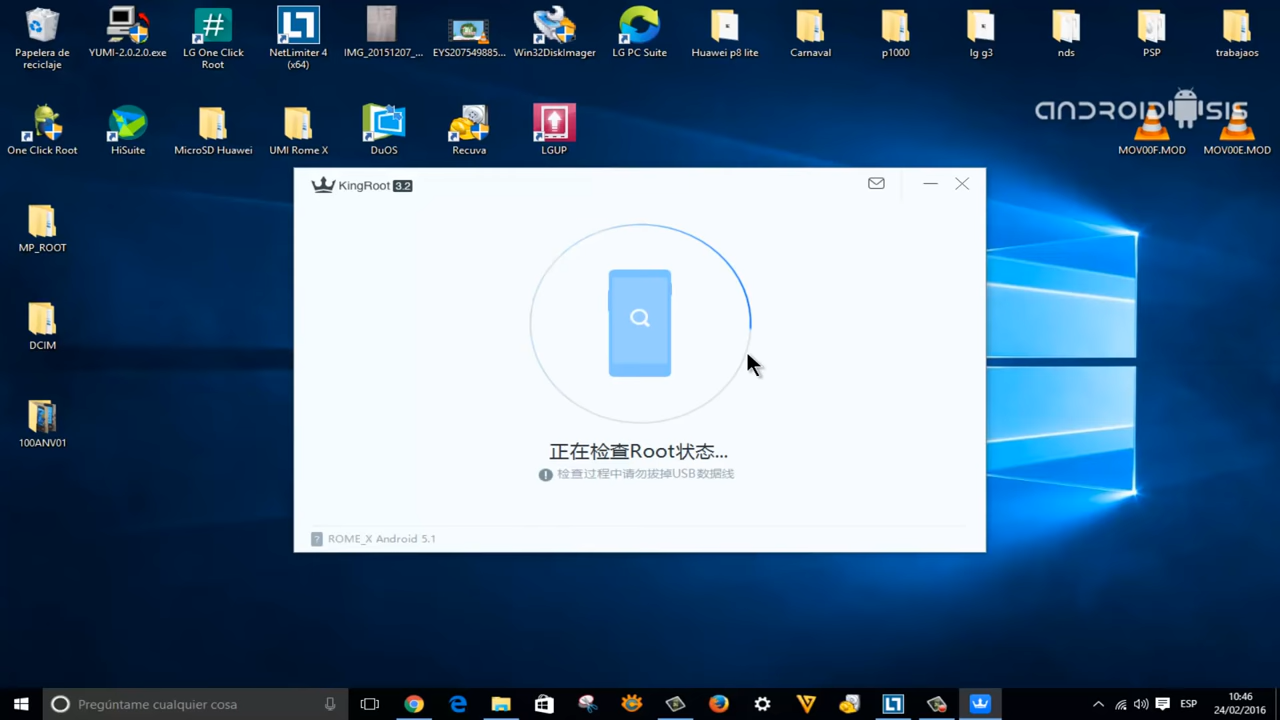 Papelera de
reciclaje
YUMI-2.0.2.0.exe
LG One Click
Root
NetLimiter 4
(x64)
IMG_20151207_...
EYS207549885...
Win32DiskImager
LG PC Suite
Huawei p8 lite
Carnaval
p1000
lg g3
nds
PSP
trabajaos
One Click Root
HiSuite
MicroSD Huawei
UMI Rome X
DuOS
Recuva
LGUP
ANDROIDSIS
MOV00F.MOD
MOV00E.MOD
MP_ROOT
DCIM
100ANV01
KingRoot 3.2
正在检查Root状态...
检查过程中请勿拔掉USB数据线
ROME_X Android 5.1
Pregúntame cualquier cosa
ESP
10:46
24/02/2016